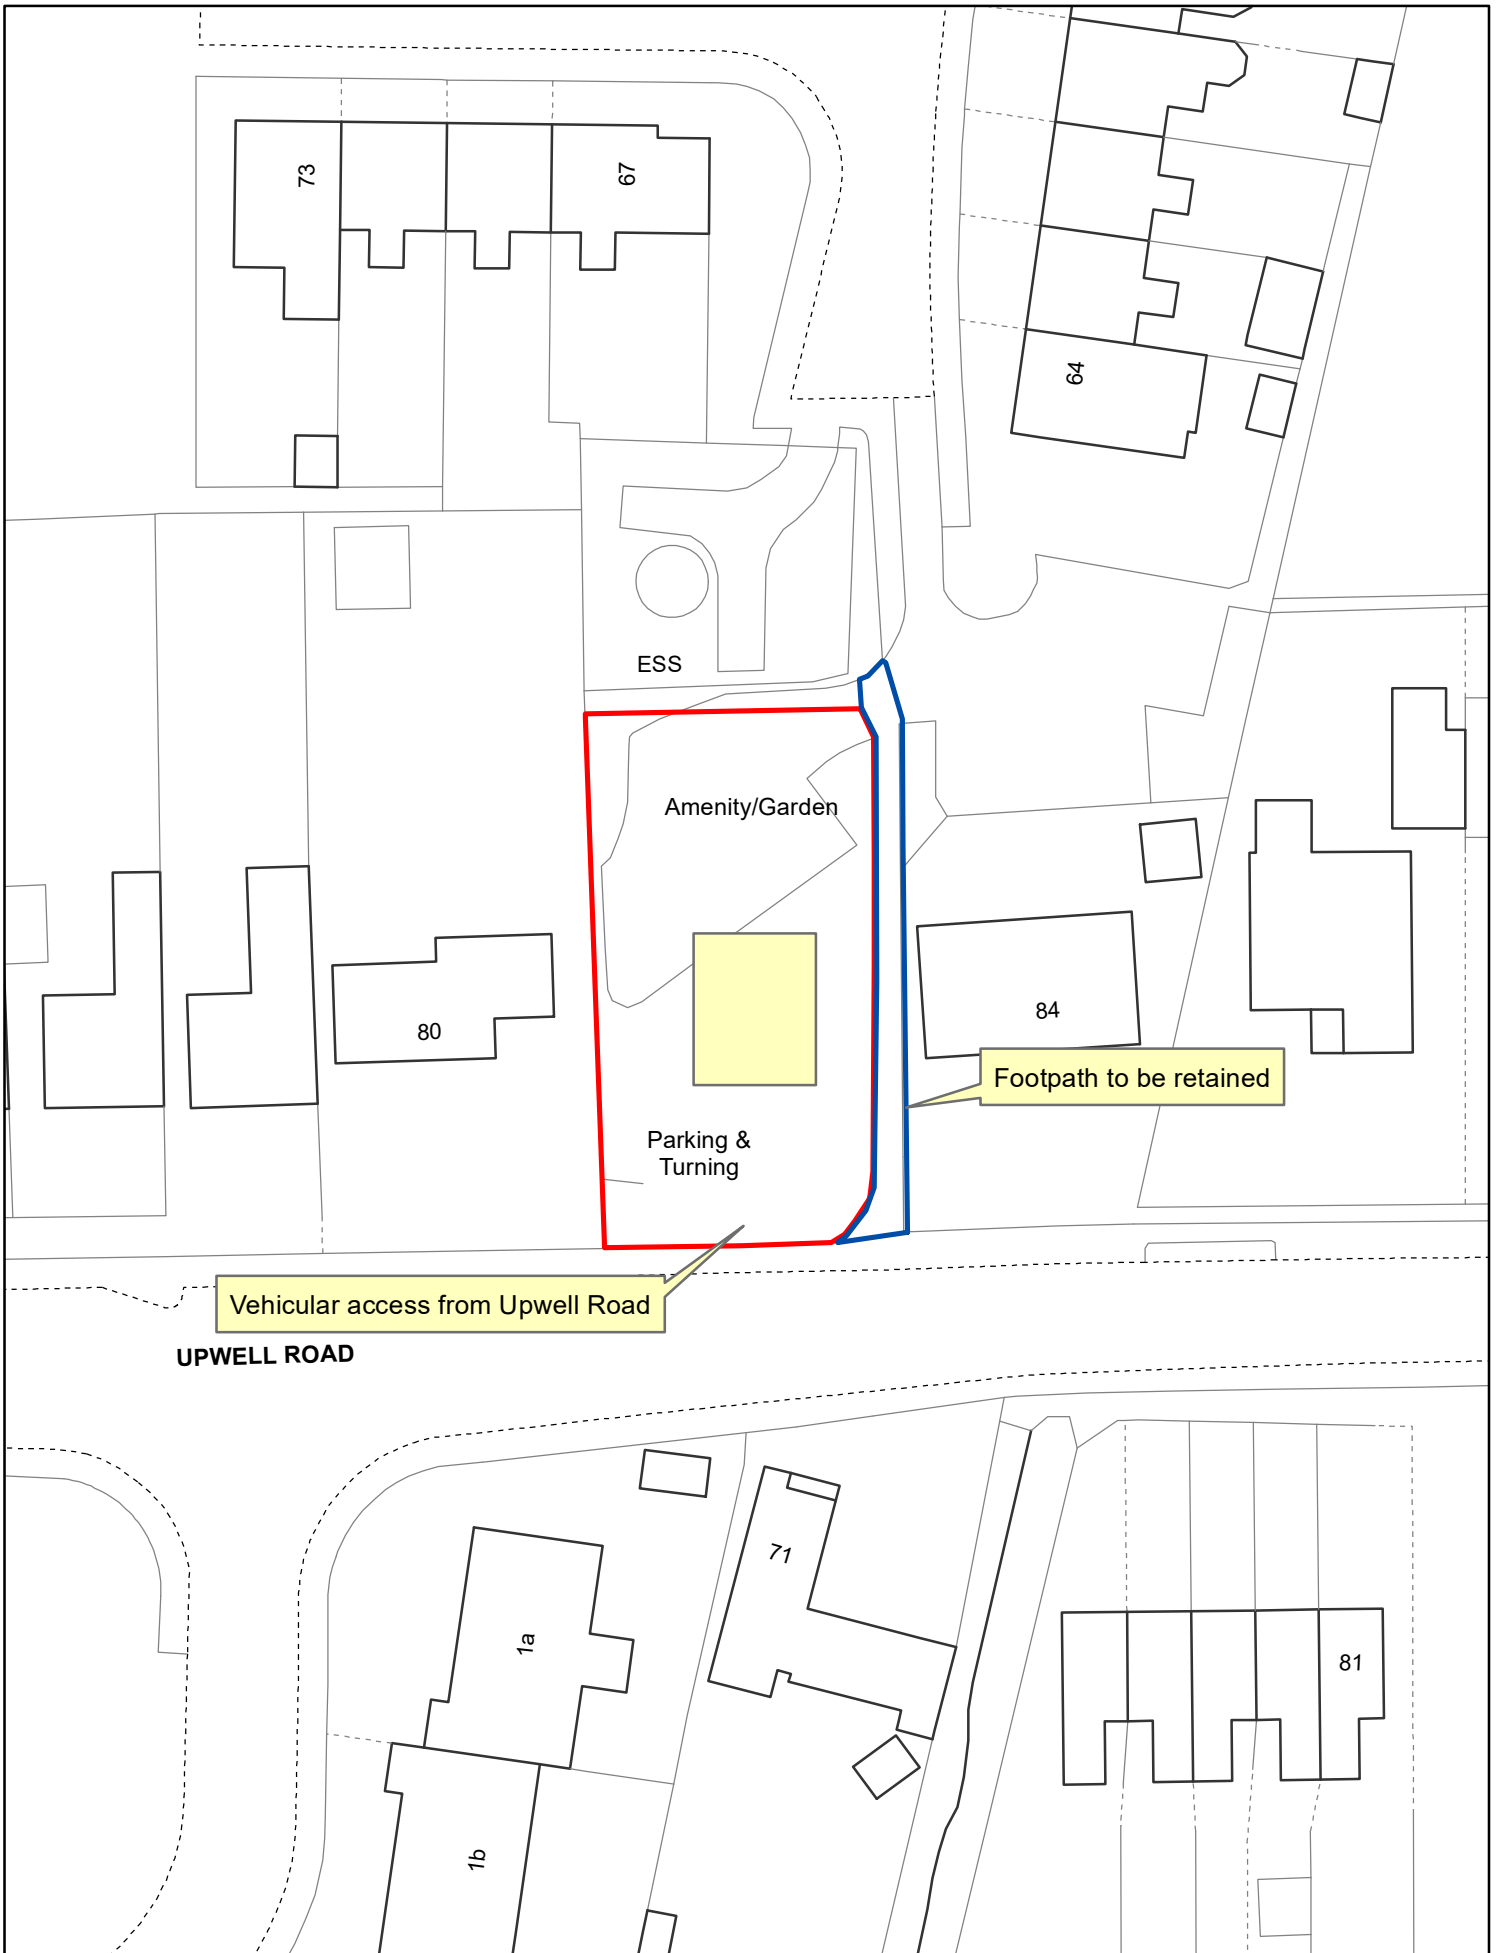 73
67
64
ESS
Amenity/Garden
80
84
Footpath to be retained
Parking &
Turning
Vehicular access from Upwell Road
UPWELL ROAD
71
1a
81
1b